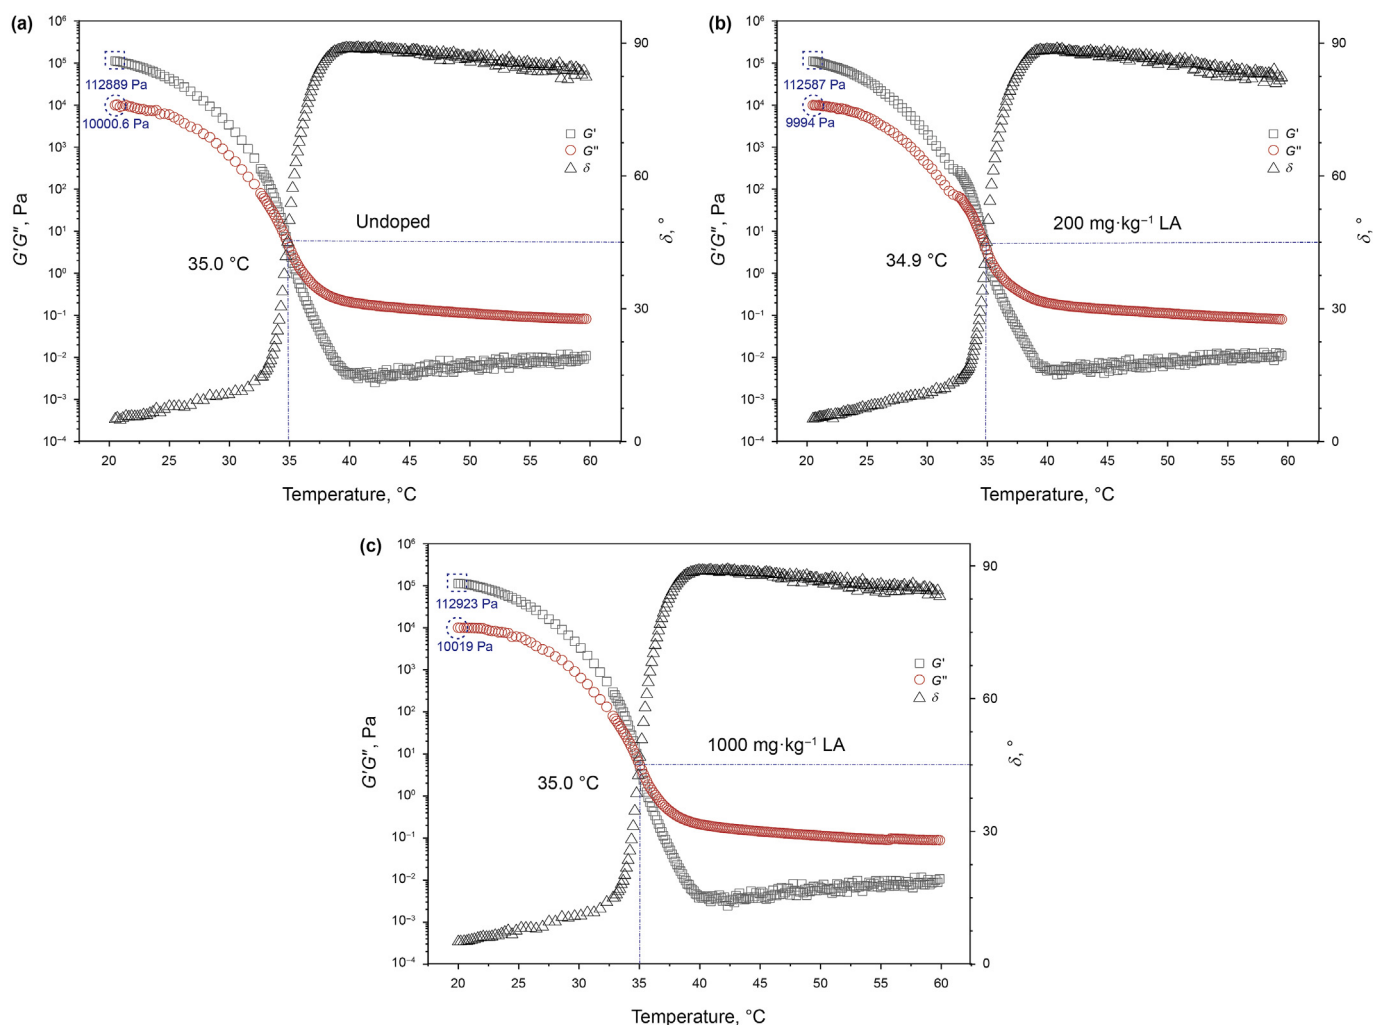 (a)
10⁶
10⁵
10⁴
10³
10²
10¹
10⁰
10⁻¹
10⁻²
10⁻³
10⁻⁴
G'G", Pa
112889 Pa
10000.6 Pa
G'
G"
δ
Undoped
35.0 °C
90
60
30
0
δ, °
20 25 30 35 40 45 50 55 60
Temperature, °C
(b)
10⁶
10⁵
10⁴
10³
10²
10¹
10⁰
10⁻¹
10⁻²
10⁻³
10⁻⁴
G'G", Pa
112587 Pa
9994 Pa
G'
G"
δ
200 mg·kg⁻¹ LA
34.9 °C
90
60
30
0
δ, °
20 25 30 35 40 45 50 55 60
Temperature, °C
(c)
10⁶
10⁵
10⁴
10³
10²
10¹
10⁰
10⁻¹
10⁻²
10⁻³
10⁻⁴
G'G", Pa
112923 Pa
10019 Pa
G'
G"
δ
1000 mg·kg⁻¹ LA
35.0 °C
90
60
30
0
δ, °
20 25 30 35 40 45 50 55 60
Temperature, °C